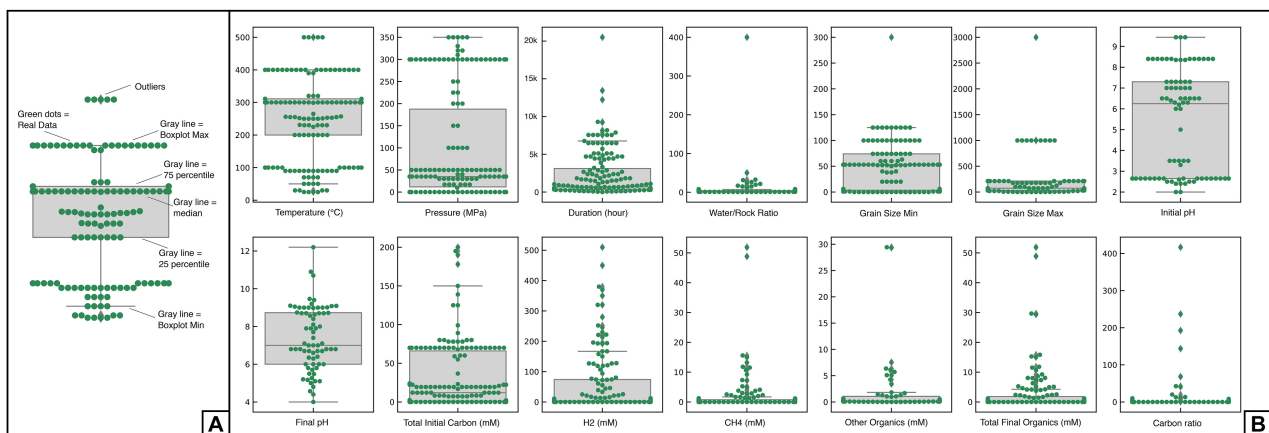 Outliers
Green dots =
Real Data
Gray line =
Boxplot Max
Gray line =
75 percentile
Gray line =
median
Gray line =
25 percentile
Gray line =
Boxplot Min
A
500
400
300
200
100
0
Temperature (°C)
350
300
250
200
150
100
50
0
Pressure (MPa)
20k
15k
10k
5k
0
Duration (hour)
400
300
200
100
0
Water/Rock Ratio
300
250
200
150
100
50
0
Grain Size Min
3000
2500
2000
1500
1000
500
0
Grain Size Max
9
8
7
6
5
4
3
2
Initial pH
12
10
8
6
4
Final pH
200
175
150
125
100
75
50
25
0
Total Initial Carbon (mM)
500
400
300
200
100
0
H2 (mM)
50
40
30
20
10
0
CH4 (mM)
30
25
20
15
10
5
0
Other Organics (mM)
50
40
30
20
10
0
Total Final Organics (mM)
400
300
200
100
0
Carbon ratio
B